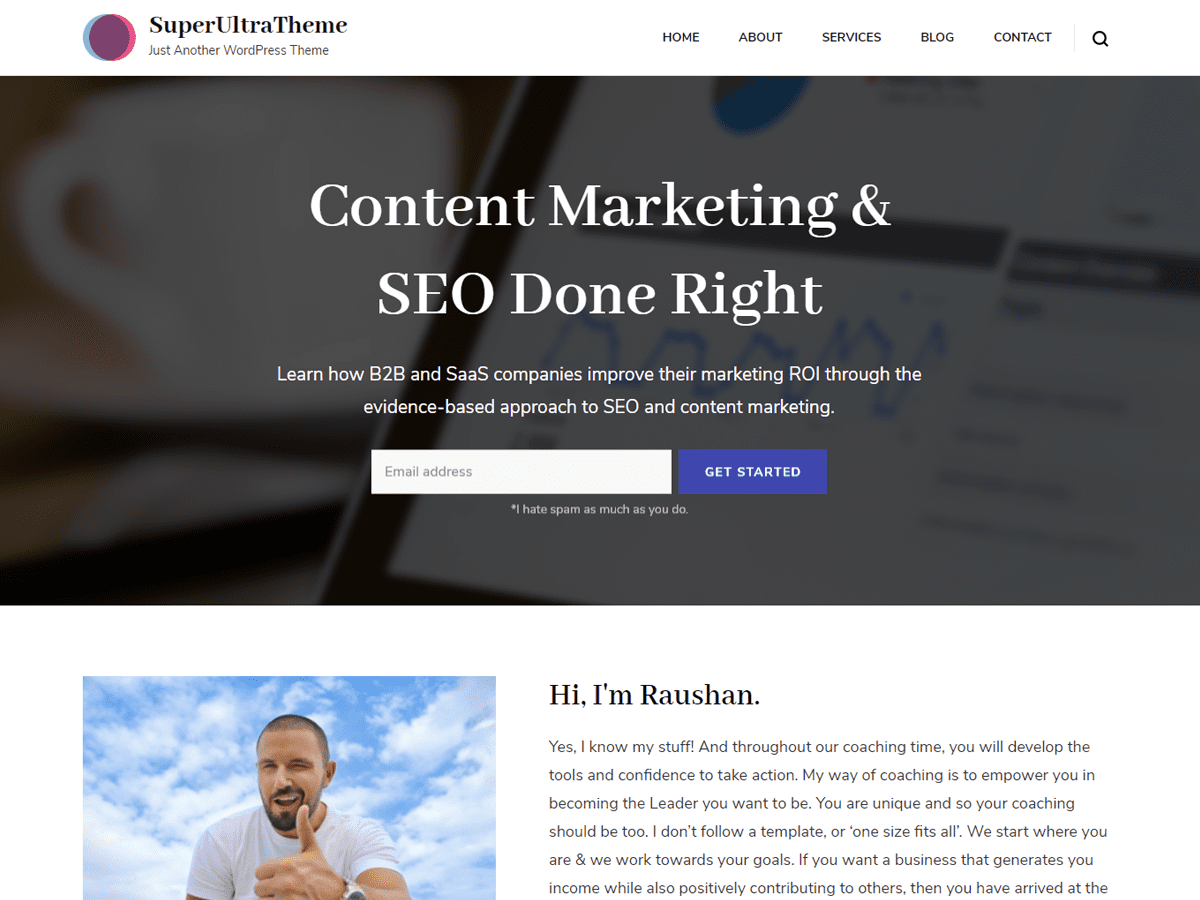 SuperUltraTheme
Just Another WordPress Theme
HOME ABOUT SERVICES BLOG CONTACT
Content Marketing &
SEO Done Right
Learn how B2B and SaaS companies improve their marketing ROI through the
evidence-based approach to SEO and content marketing.
Email address GET STARTED
*I hate spam as much as you do.
Hi, I'm Raushan.
Yes, I know my stuff! And throughout our coaching time, you will develop the
tools and confidence to take action. My way of coaching is to empower you in
becoming the Leader you want to be. You are unique and so your coaching
should be too. I don’t follow a template, or ‘one size fits all’. We start where you
are & we work towards your goals. If you want a business that generates you
income while also positively contributing to others, then you have arrived at the